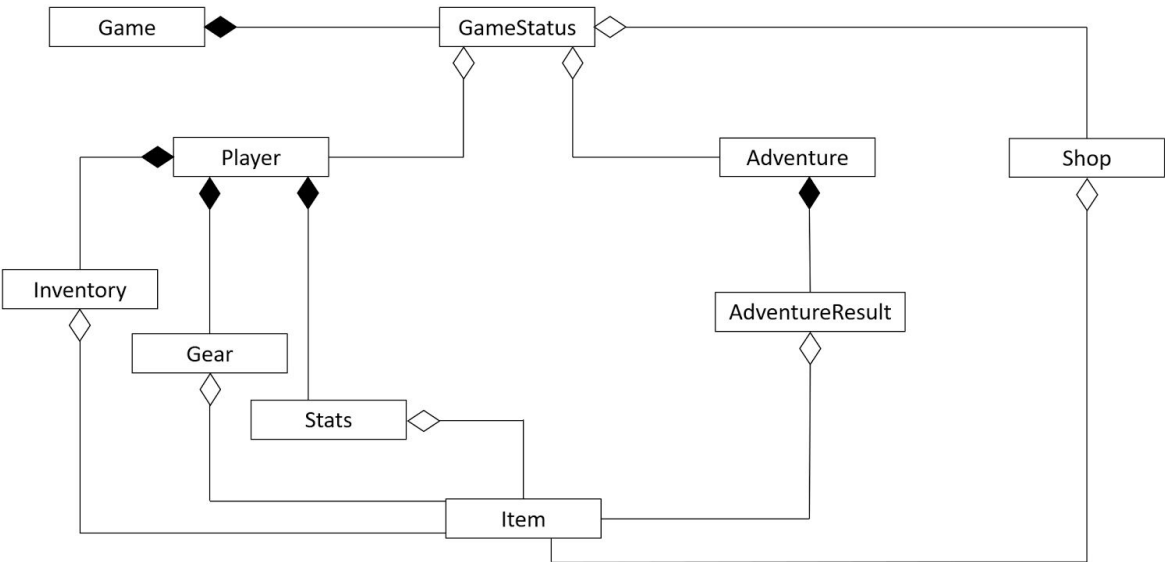 Game
GameStatus
Player
Adventure
Shop
Inventory
AdventureResult
Gear
Stats
Item